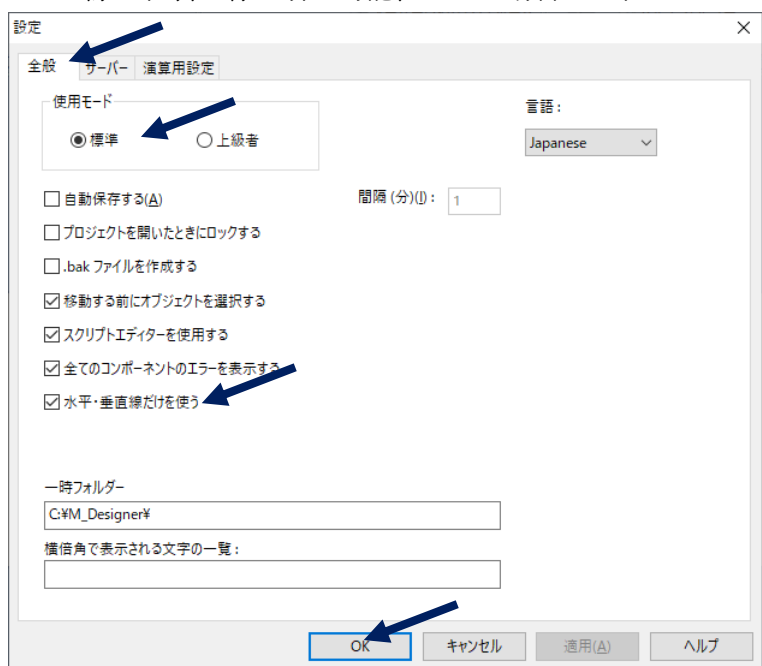 設定
全般 サーバー 演算用設定
使用モード
標準 上級者
言語：
Japanese
自動保存する(A)
間隔 (分)(I)： 1
プロジェクトを開いたときにロックする
.bak ファイルを作成する
移動する前にオブジェクトを選択する
スクリプトエディターを使用する
全てのコンポーネントのエラーを表示する
水平・垂直線だけを使う
一時フォルダー
C:¥M_Designer¥
横倍角で表示される文字の一覧：
OK キャンセル 適用(A) ヘルプ